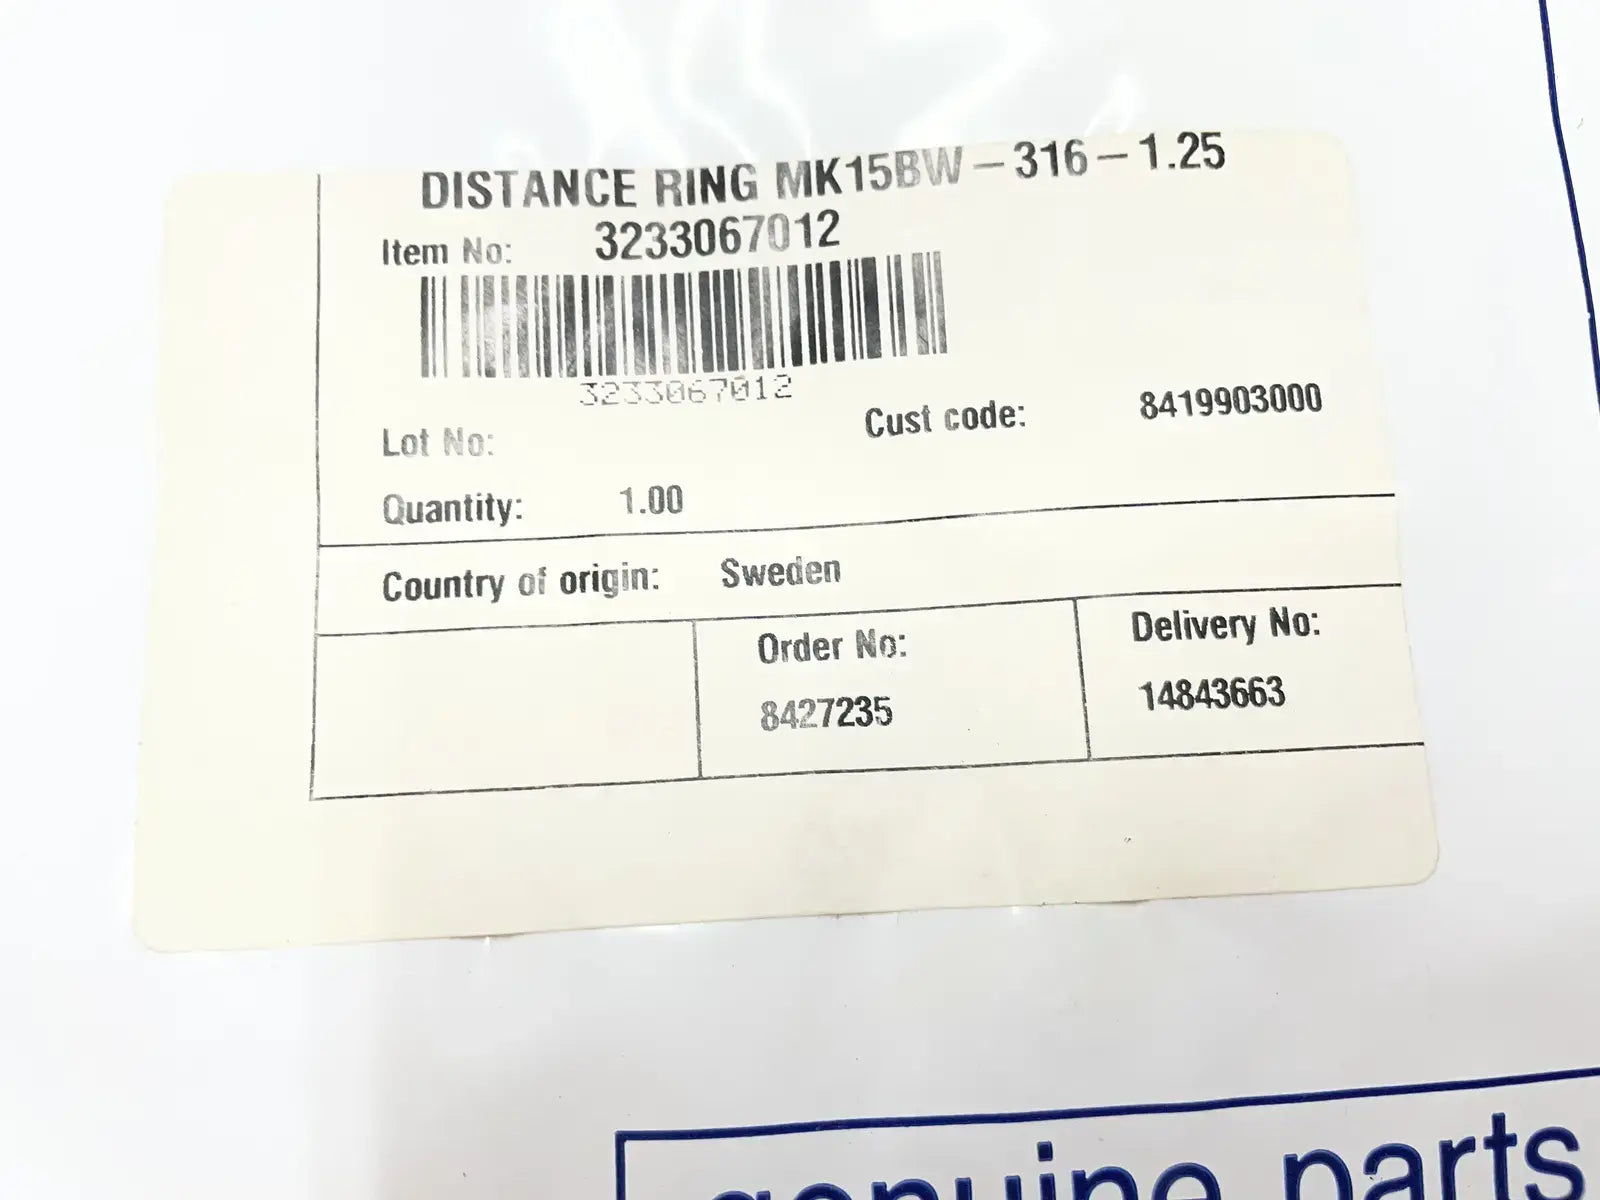 DISTANCE RING MK15BW-316-1.25
Item No: 3233067012
3233067012
Lot No:
Cust code: 8419903000
Quantity: 1.00
Country of origin: Sweden
Order No:
8427235
Delivery No:
14843663
genuine parts